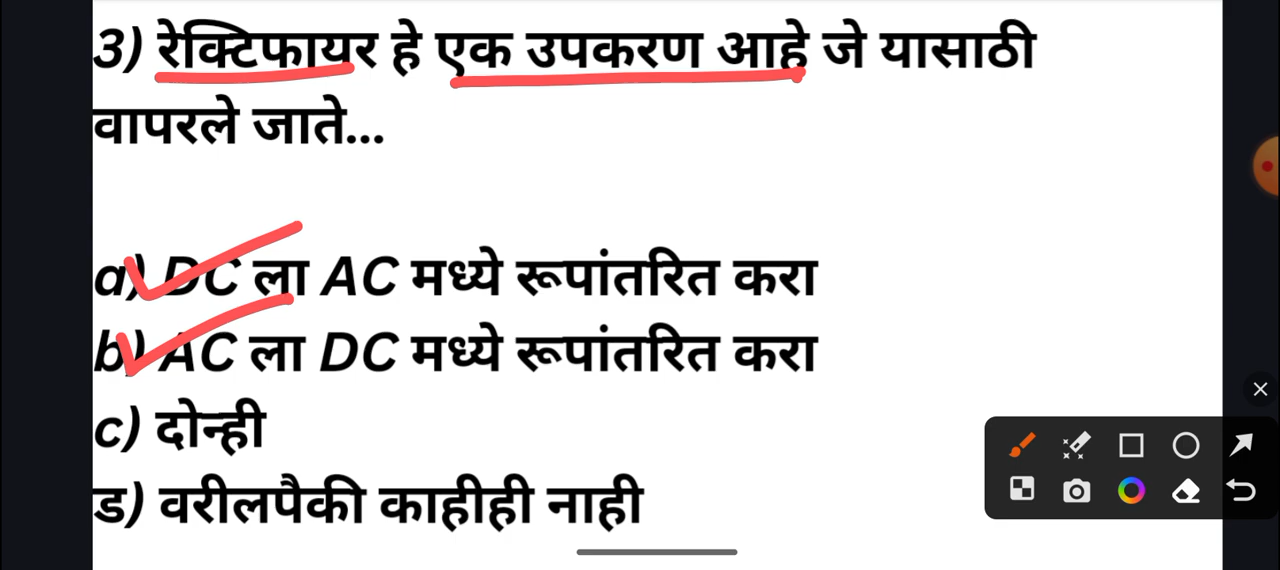 3) रेक्टिफायर हे एक उपकरण आहे जे यासाठी
वापरले जाते...
a) DC ला AC मध्ये रूपांतरित करा
b) AC ला DC मध्ये रूपांतरित करा
c) दोन्ही
ड) वरीलपैकी काहीही नाही